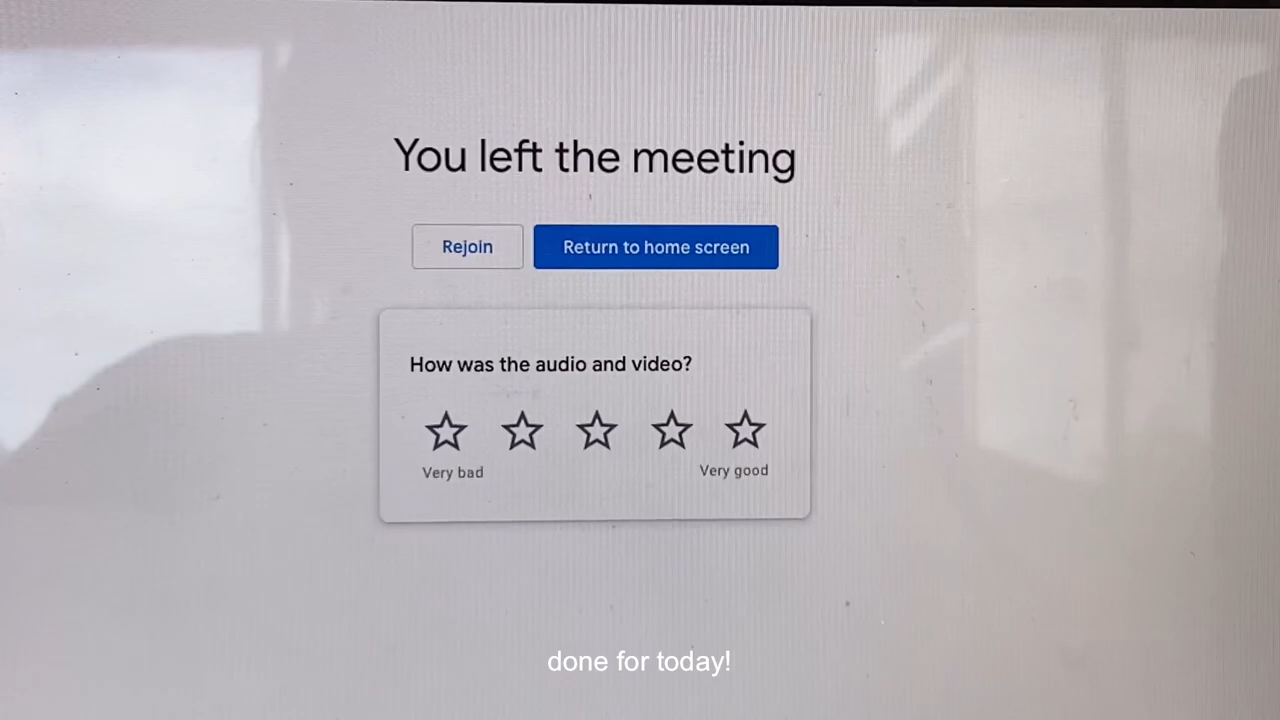 You left the meeting
Rejoin
Return to home screen
How was the audio and video?
Very bad
Very good
done for today!